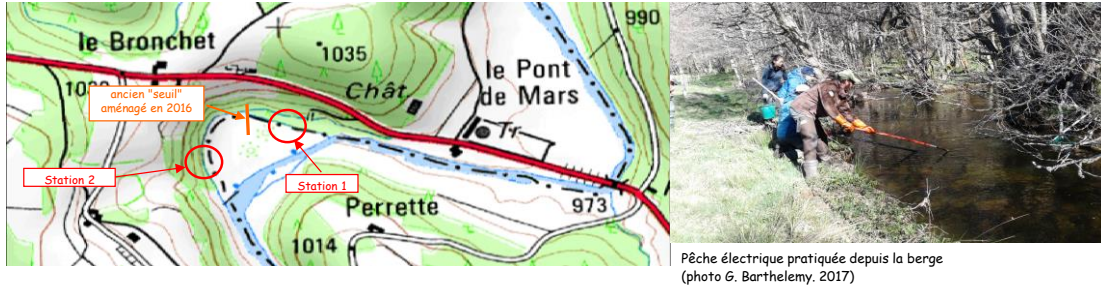 990
le Bronchet
1035
le Pont
de Mars
ancien "seuil"
aménagé en 2016
Chât.
Tr
Station 2
Station 1
Perrette
973
1014
Pêche électrique pratiquée depuis la berge
(photo G. Barthelemy. 2017)